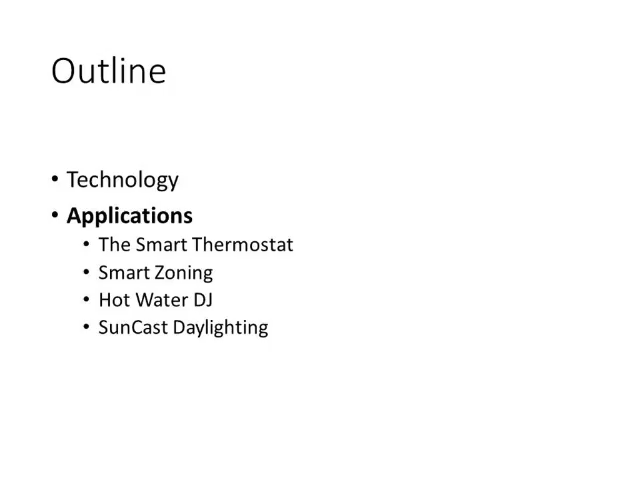 Outline
• Technology
• Applications
• The Smart Thermostat
• Smart Zoning
• Hot Water DJ
• SunCast Daylighting